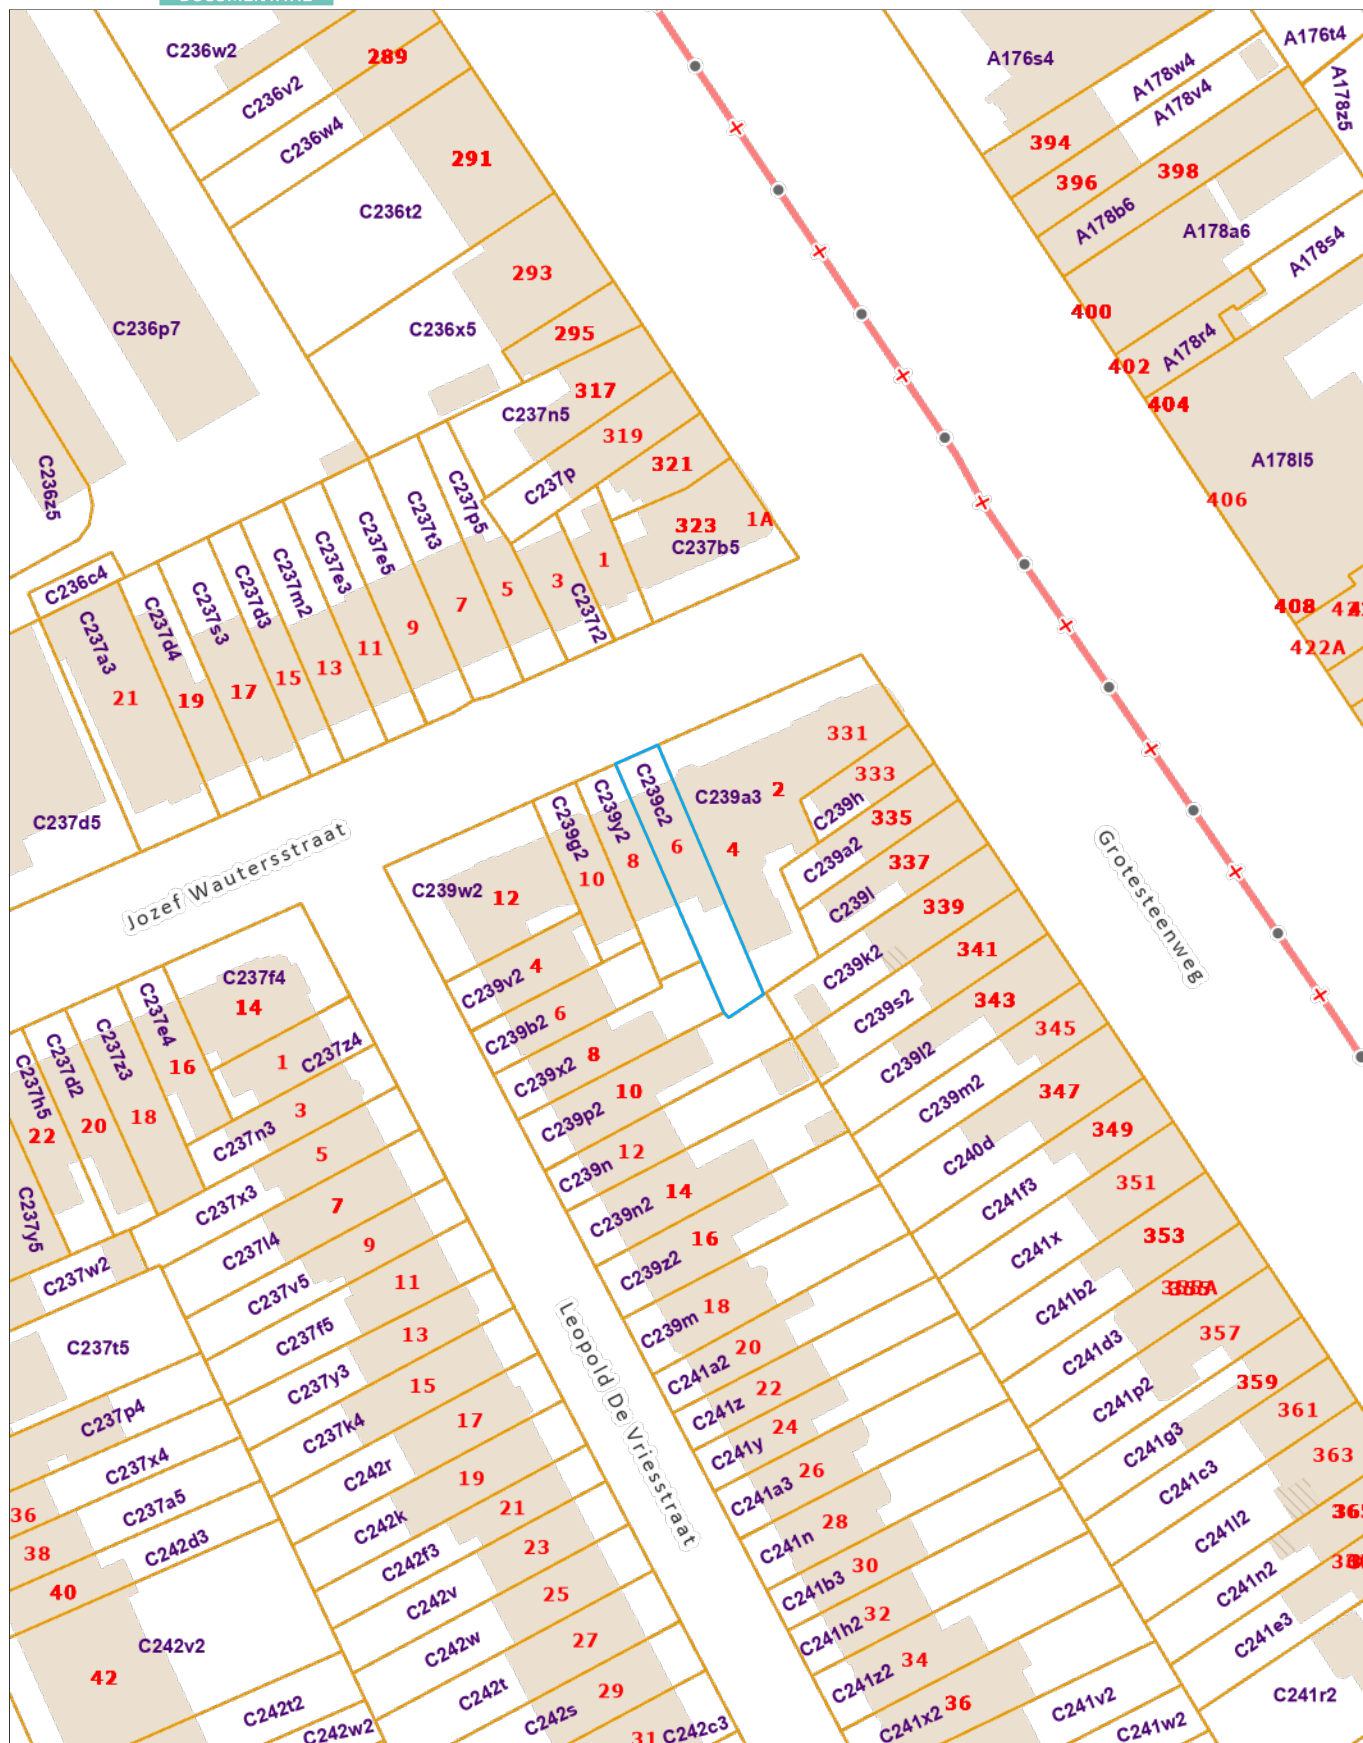 C236w2
289
A176s4
A176t4
C236v2
A178w4
A178v4
A178z5
C236w4
394
291
396
398
C236t2
A178b6
A178a6
A178s4
293
400
C236p7
C236x5
295
A178r4
402
317
404
C237n5
319
321
A178l5
C236z5
C237p
406
C237p5
C237t3
323
1A
C237b5
C237e5
C237e3
C237m2
C237d3
C237s3
C237d4
C236c4
C237a3
1
3
5
7
9
11
13
15
17
19
21
C237r2
408
422A
331
C239c2
C239a3
2
333
C239h
C239y2
C239g2
335
C237d5
Jozef Wautersstraat
6
4
8
10
C239a2
337
C239w2
12
C239l
339
Grotesteenweg
341
C239k2
C239v2
4
C237f4
14
C239s2
343
C239b2
6
C237e4
C237z3
C237d2
C237h5
16
1
C237z4
345
C239x2
8
C239l2
347
C239p2
10
C239m2
18
20
22
3
C237n3
349
C240d
5
12
C239n
351
C241f3
C237y5
C237x3
7
C239n2
14
353
C241x
C237l4
9
16
C239z2
C237w2
C237v5
11
C241b2
357
C237t5
C237f5
13
18
C239m
C241d3
20
C241a2
359
C237y3
15
C241p2
361
C237p4
C237k4
17
22
C241z
24
C241y
C241g3
363
C237x4
C242r
19
26
C241a3
C241c3
36
C237a5
C242k
21
28
C241n
C241l2
38
C242d3
C242f3
23
30
C241b3
C241n2
40
C242v
25
32
C241h2
C241e3
Leopold De Vriesstraat
C242v2
C242w
27
34
C241z2
42
C242t
29
36
C241x2
C241v2
C241r2
C242t2
C242s
C242w2
31
C242c3
C241w2